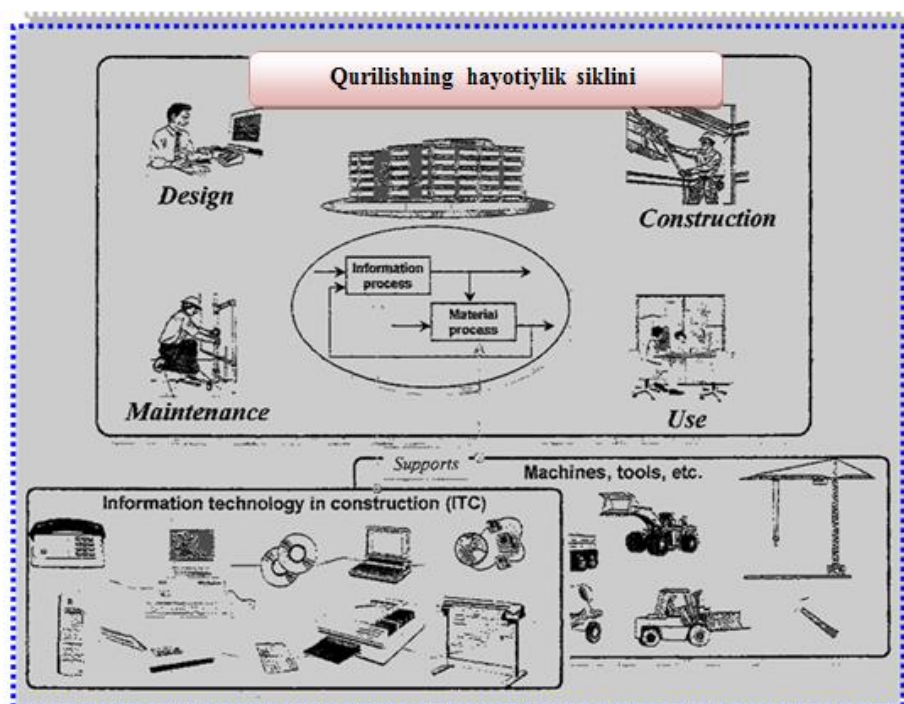 Qurilishning hayotiylik siklini
Design
Construction
Information
process
Material
process
Maintenance
Use
Supports
Machines, tools, etc.
Information technology in construction (ITC)